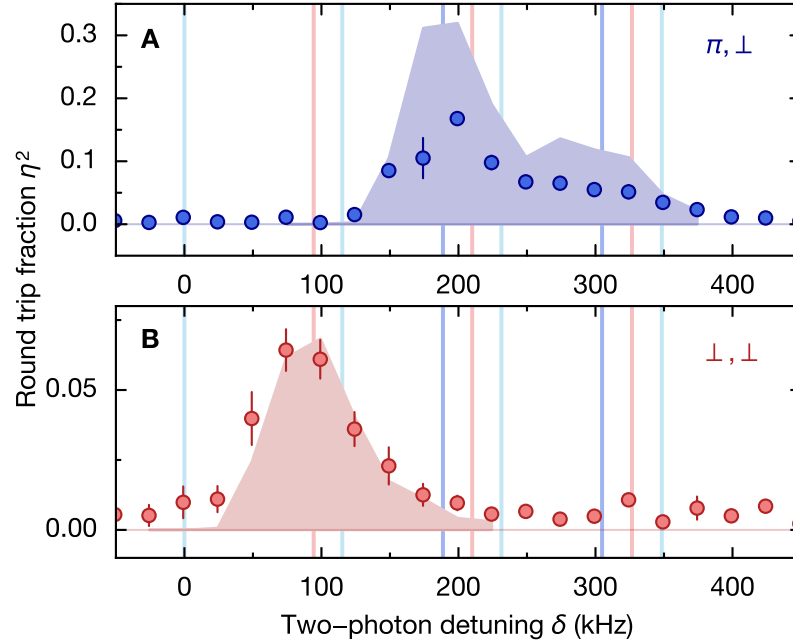 A
π, ⊥
0.3
0.2
0.1
0.0
0 100 200 300 400
Round trip fraction η²
B
⊥, ⊥
0.05
0.00
0 100 200 300 400
Two−photon detuning δ (kHz)